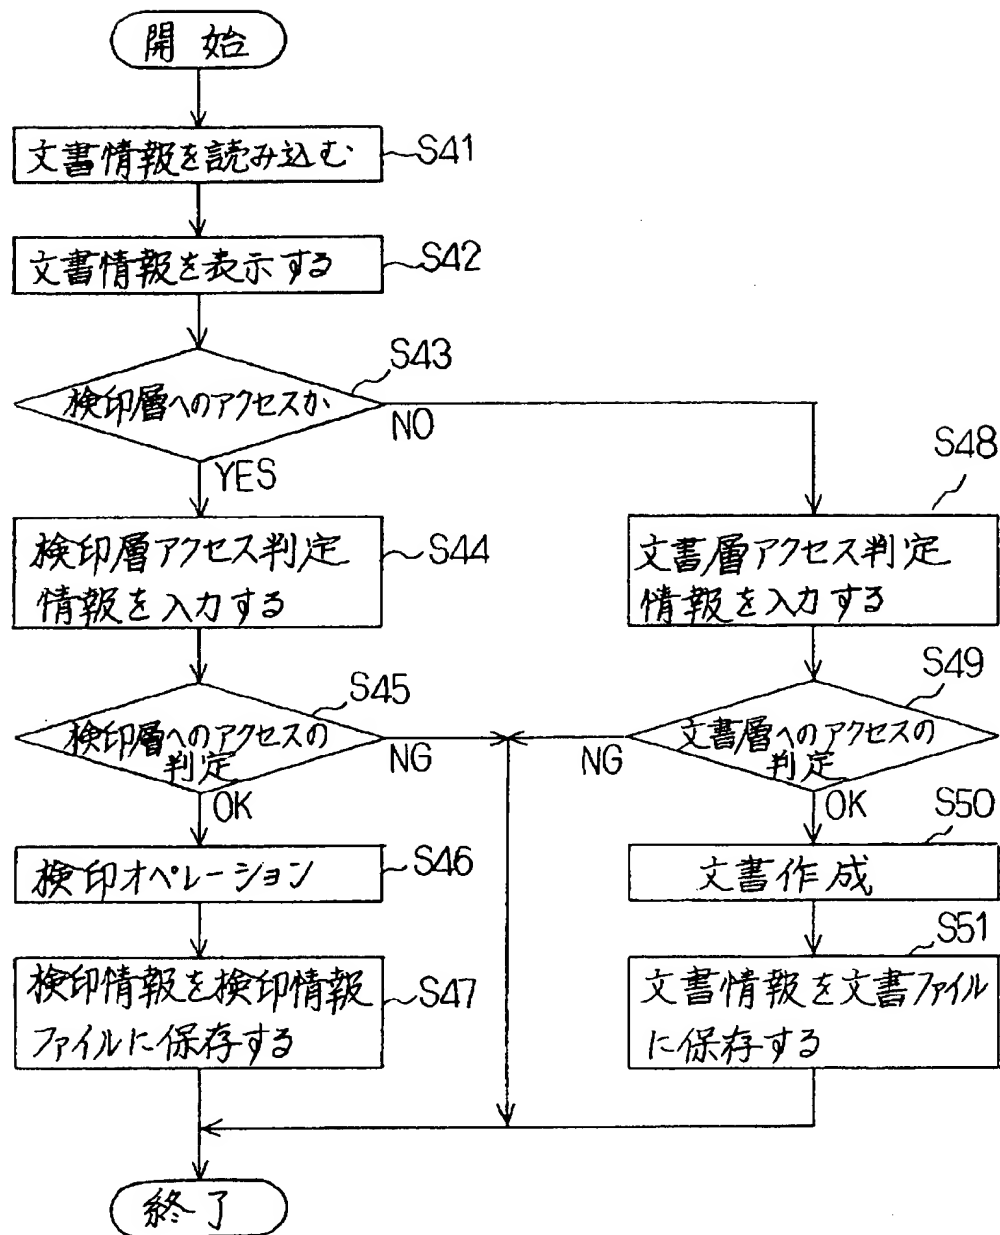 開始
文書情報を読み込む
S41
文書情報を表示する
S42
S43
検印層へのアクセスか
NO
YES
検印層アクセス判定
情報を入力する
S44
S48
文書層アクセス判定
情報を入力する
S45
検印層へのアクセスの
判定
NG
OK
S49
文書層へのアクセスの
判定
NG
OK
検印オペレーション
S46
S50
文書作成
検印情報を検印情報
ファイルに保存する
S47
S51
文書情報を文書ファイル
に保存する
終了